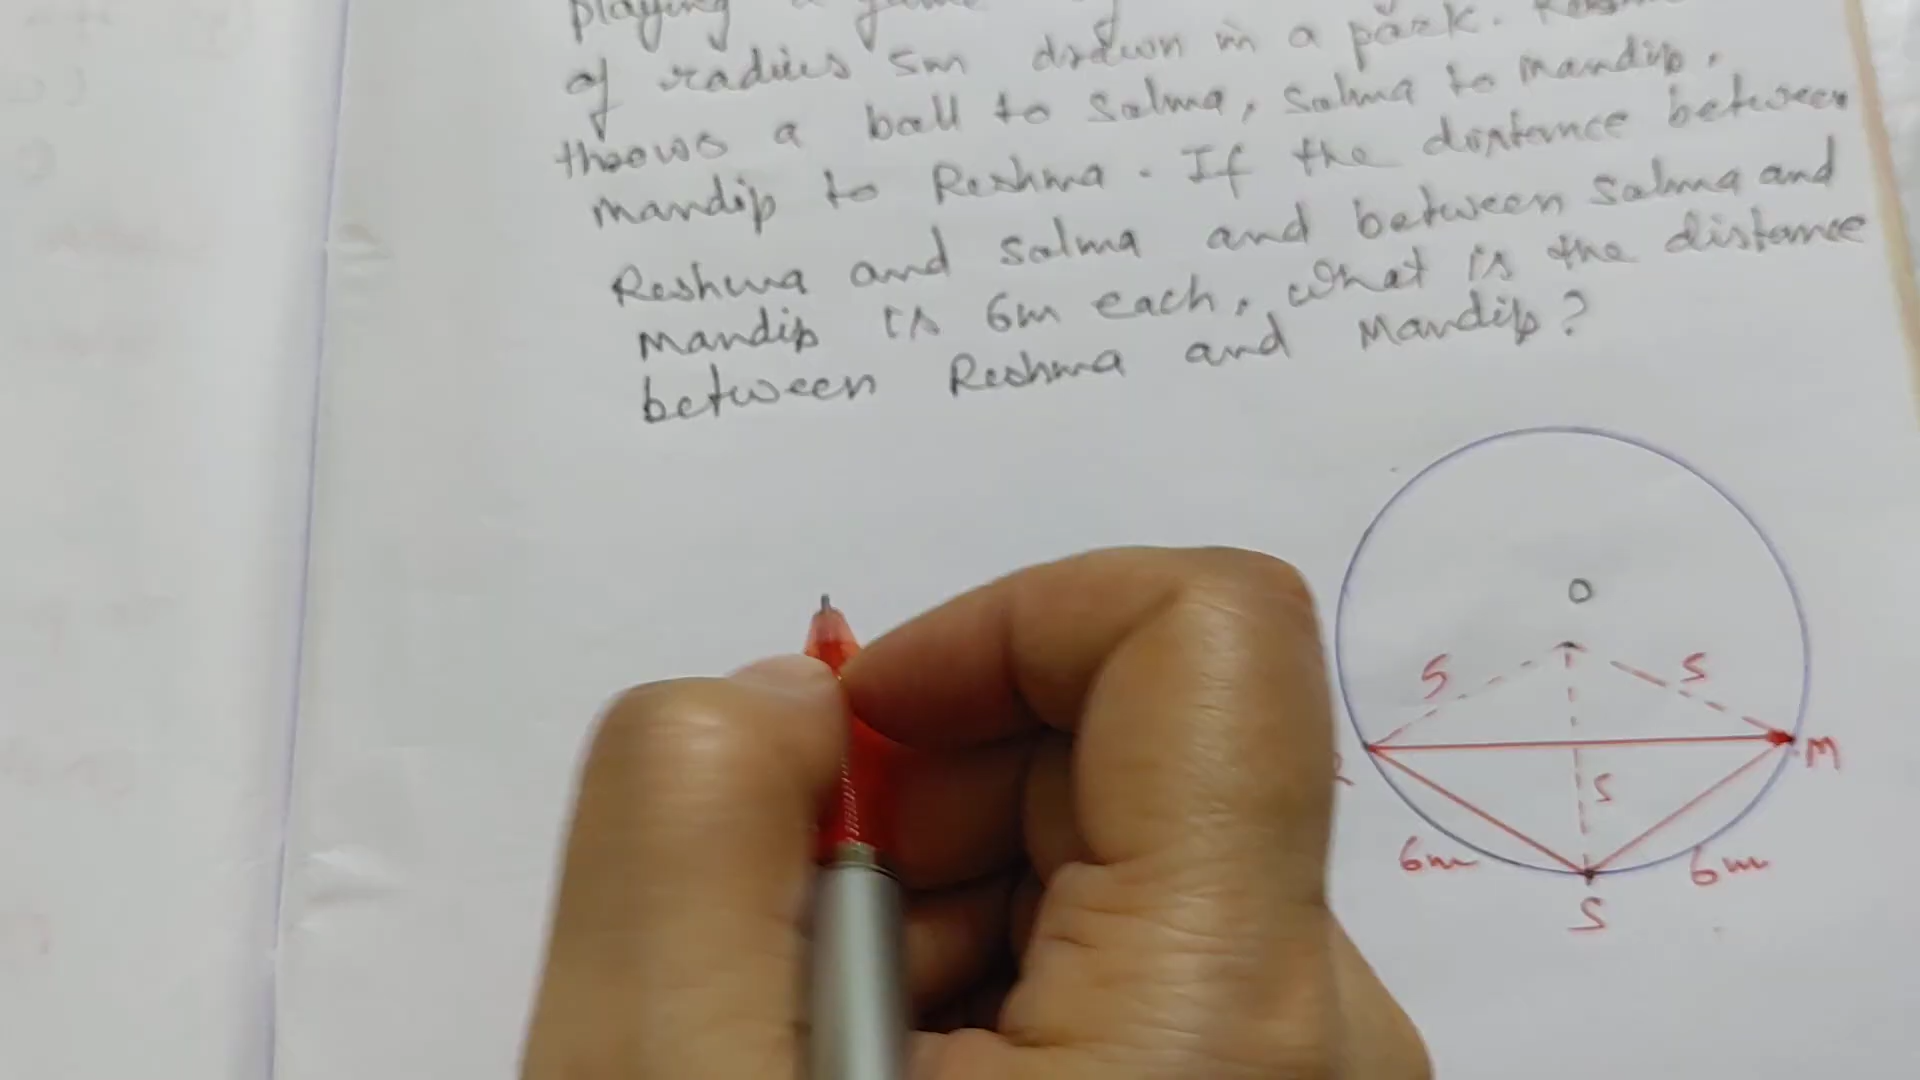 playing a game
of radius 5m drawn in a park.
throws a ball to Salma, Salma to Mandip,
Mandip to Reshma. If the distance between
Reshma and Salma and between Salma and
Mandip is 6m each, what is the distance
between Reshma and Mandip?
O
5 5
M
5
6m 6m
S